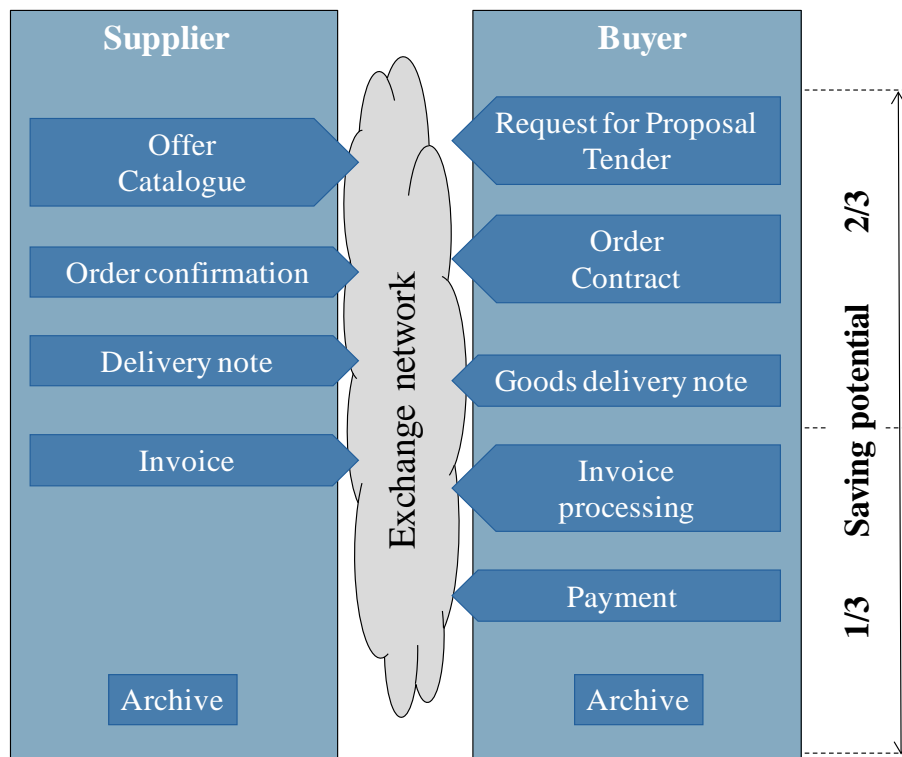 Supplier
Offer
Catalogue
Order confirmation
Delivery note
Invoice
Archive
Exchange network
Buyer
Request for Proposal
Tender
Order
Contract
Goods delivery note
Invoice
processing
Payment
Archive
2/3
Saving potential
1/3